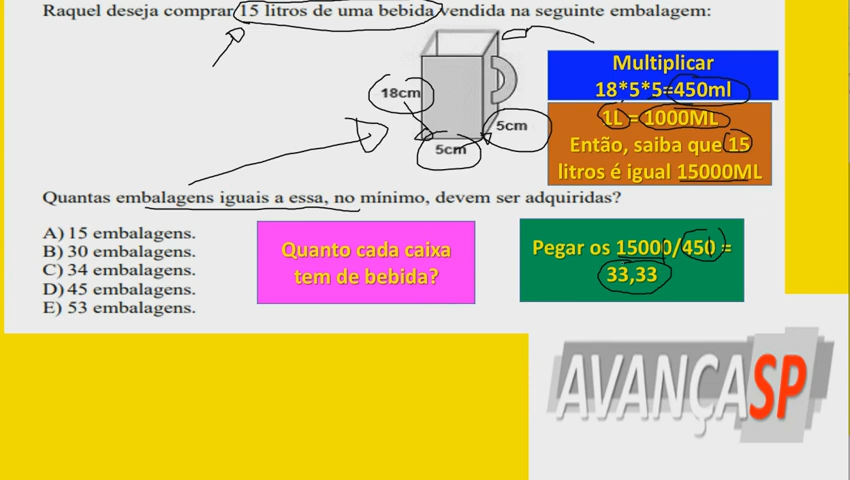 Raquel deseja comprar 15 litros de uma bebida vendida na seguinte embalagem:
18cm
5cm
5cm
Multiplicar
18*5*5=450ml
1L = 1000ML
Então, saiba que 15
litros é igual 15000ML
Quantas embalagens iguais a essa, no mínimo, devem ser adquiridas?
A) 15 embalagens.
B) 30 embalagens.
C) 34 embalagens.
D) 45 embalagens.
E) 53 embalagens.
Quanto cada caixa
tem de bebida?
Pegar os 15000/450 =
33,33
AVANÇASP